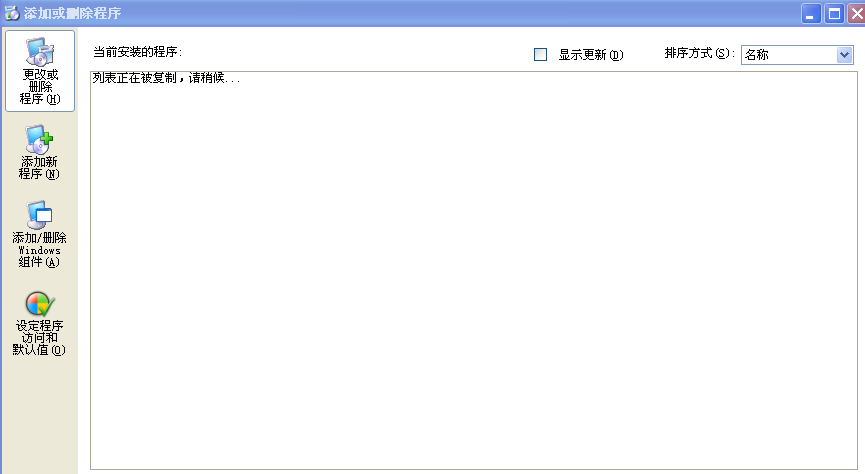 添加或删除程序
更改或
删除
程序(H)
添加新
程序(N)
添加/删除
Windows
组件(A)
设定程序
访问和
默认值(O)
当前安装的程序:
显示更新(D)
排序方式(S):
名称
列表正在被复制，请稍候...